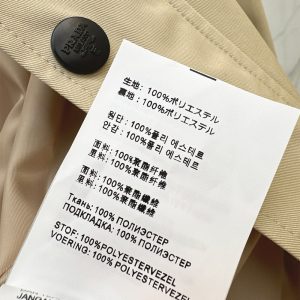 PRADA
生地: 100%ポリエステル
裏地: 100%ポリエステル
원단: 100%폴리 에스테르
안감: 100%폴리 에스테르
面料: 100%聚酯纤维
里料: 100%聚酯纤维
面料: 100%聚酯纖維
里料: 100%聚酯纖維
Ткань: 100% ПОЛИЭСТЕР
ПОДКЛАДКА: 100% ПОЛИЭСТЕР
STOF: 100%POLYESTERVEZEL
VOERING: 100%POLYESTERVEZEL